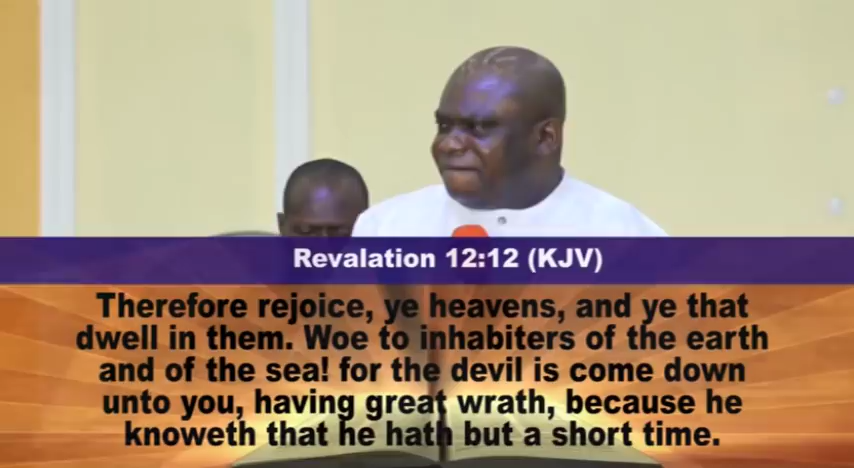 Revalation 12:12 (KJV)
Therefore rejoice, ye heavens, and ye that
dwell in them. Woe to inhabiters of the earth
and of the sea! for the devil is come down
unto you, having great wrath, because he
knoweth that he hath but a short time.